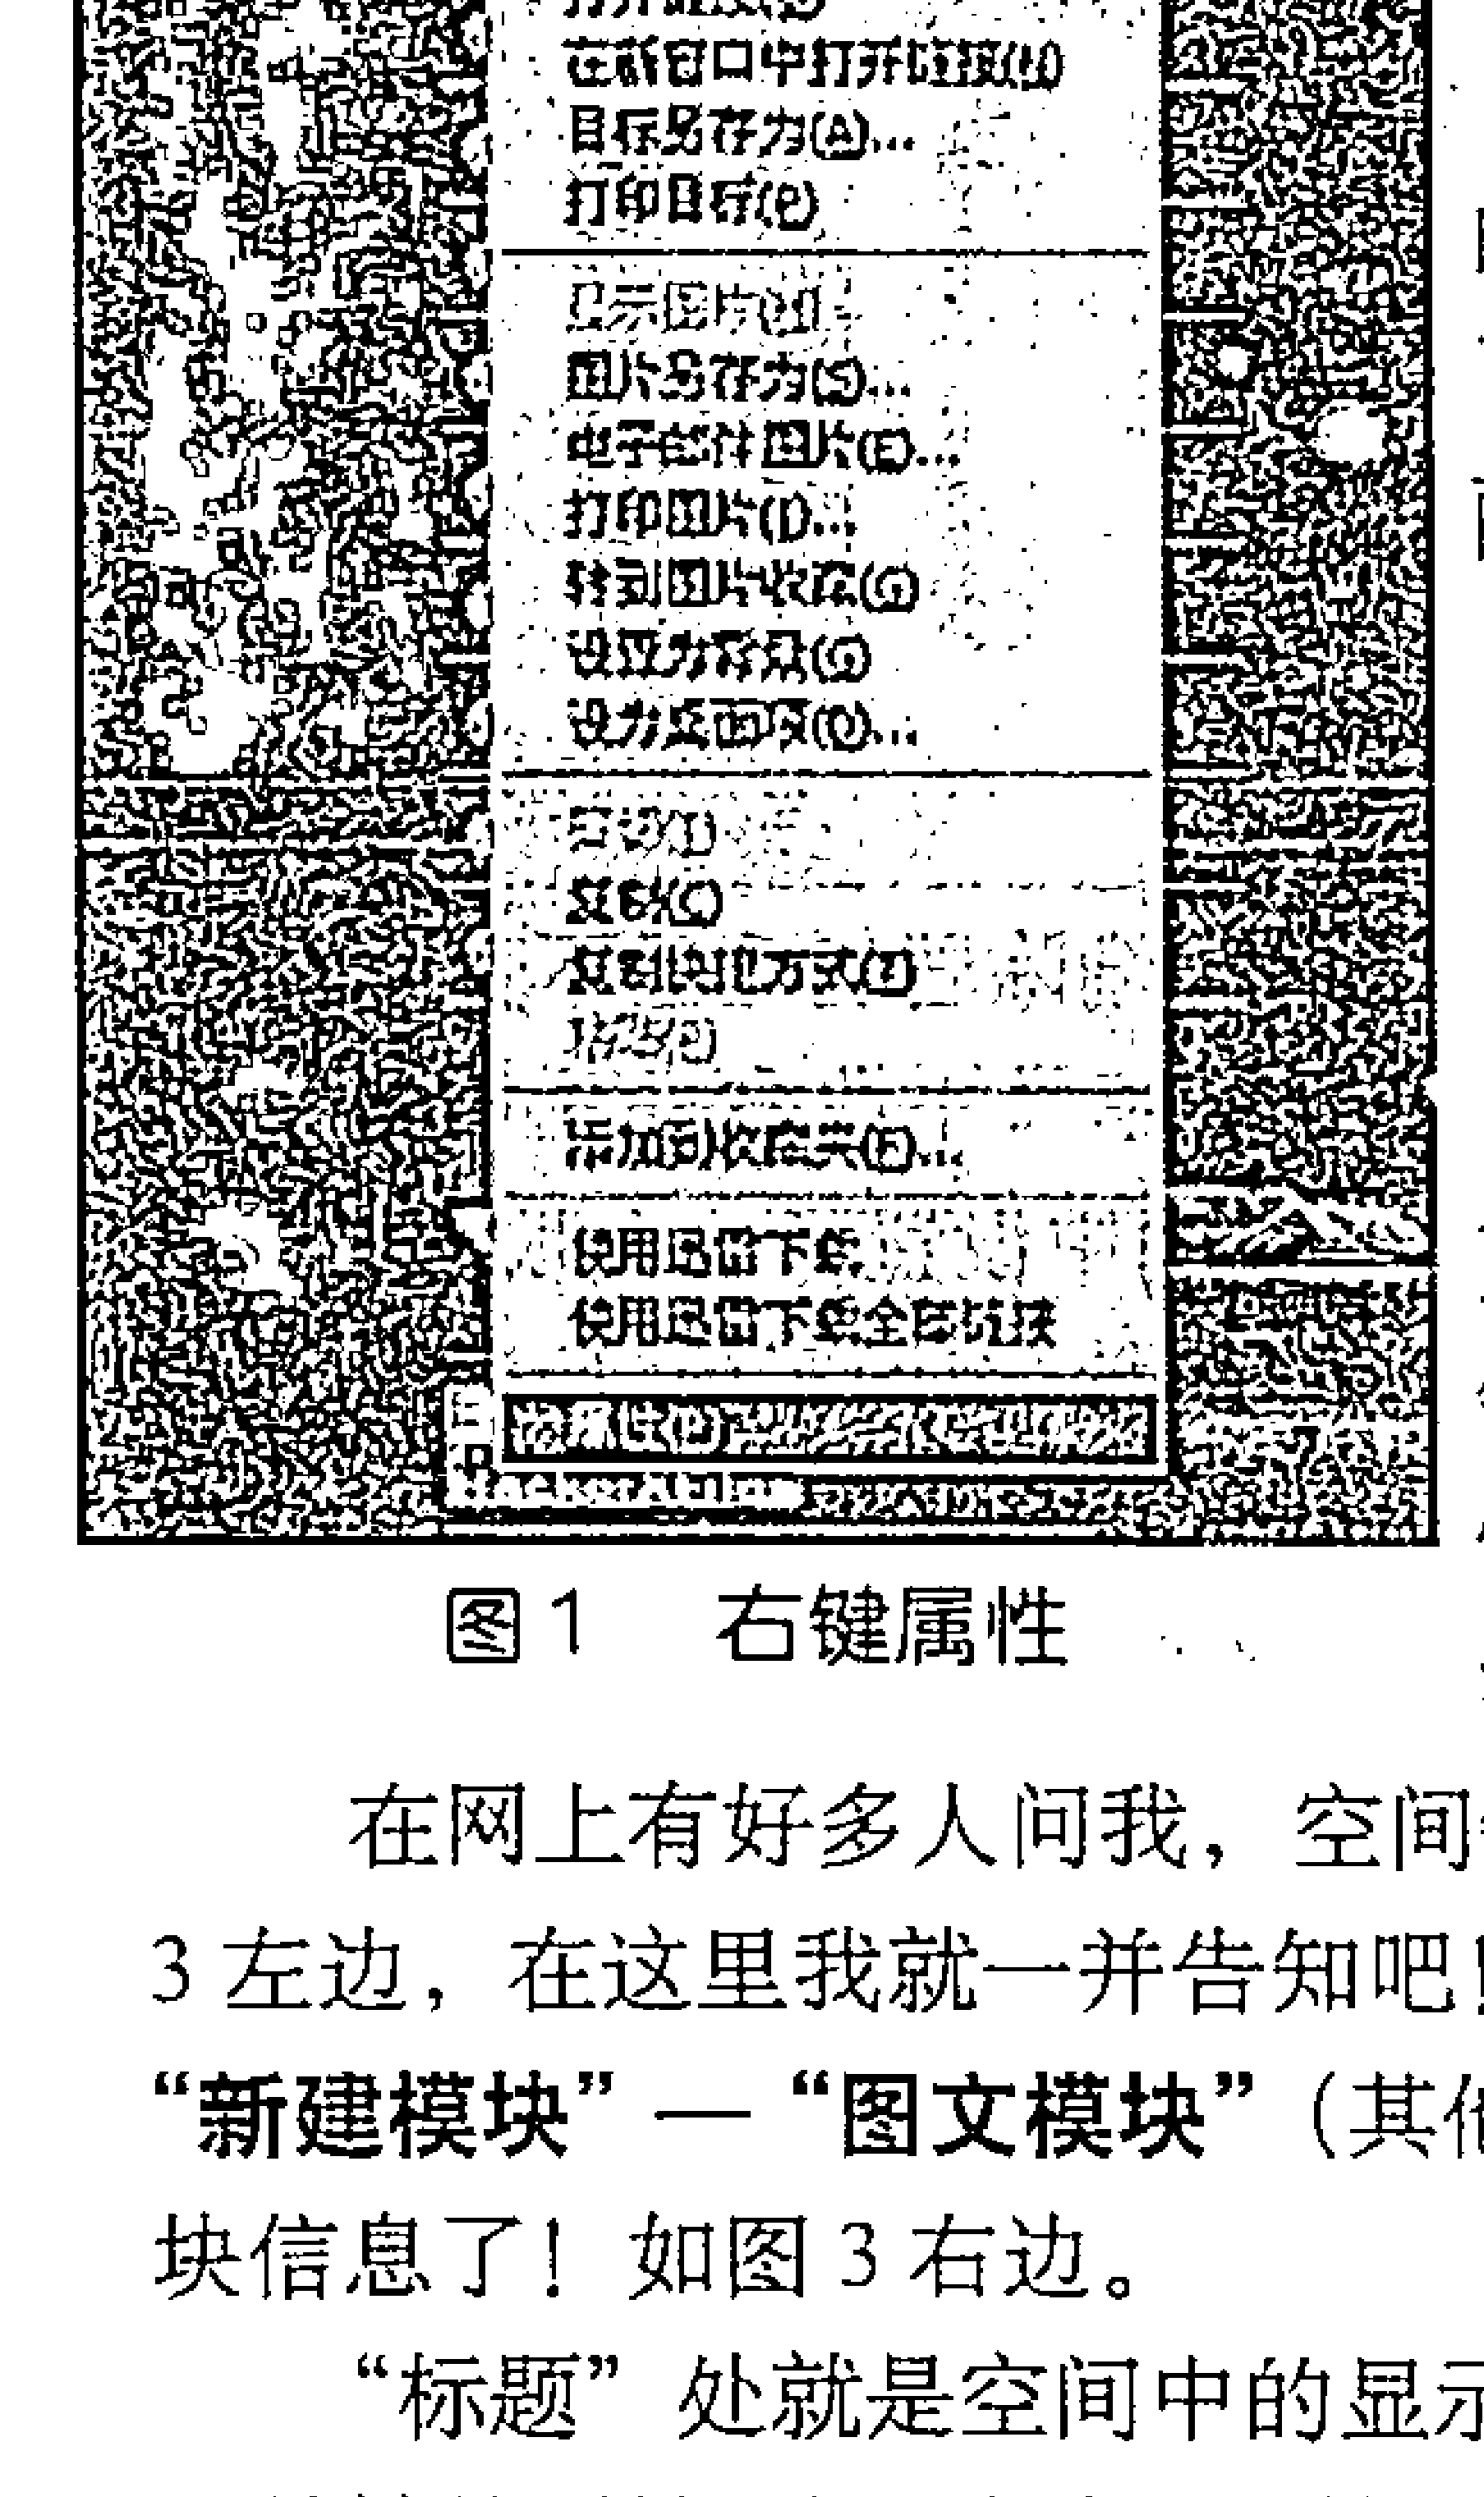 在新窗口中打开链接(N)
目标另存为(A)...
打印目标(P)
显示图片(H)
图片另存为(S)...
电子邮件图片(E)...
打印图片(I)...
转到图片收藏(G)
设置为背景(G)
设为桌面项(D)...
剪切(T)
复制(C)
复制快捷方式(T)
粘贴(P)
添加到收藏夹(F)...
使用迅雷下载
使用迅雷下载全部链接
属性(R)
图1 右键属性
在网上有好多人问我，空间
3 左边，在这里我就一并告知吧！
“新建模块”—“图文模块”（其他
块信息了！如图 3 右边。
“标题”处就是空间中的显示